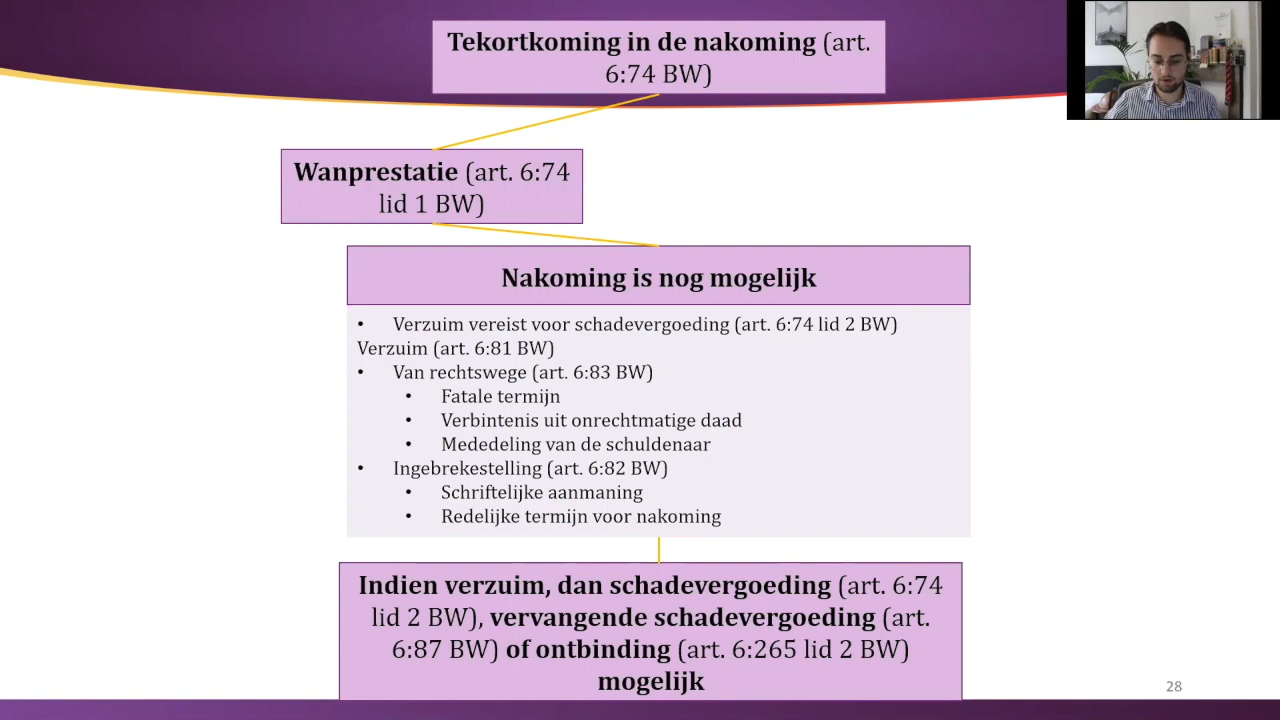 Tekortkoming in de nakoming (art.
6:74 BW)
Wanprestatie (art. 6:74
lid 1 BW)
Nakoming is nog mogelijk
• Verzuim vereist voor schadevergoeding (art. 6:74 lid 2 BW)
Verzuim (art. 6:81 BW)
• Van rechtswege (art. 6:83 BW)
• Fatale termijn
• Verbintenis uit onrechtmatige daad
• Mededeling van de schuldenaar
• Ingebrekestelling (art. 6:82 BW)
• Schriftelijke aanmaning
• Redelijke termijn voor nakoming
Indien verzuim, dan schadevergoeding (art. 6:74
lid 2 BW), vervangende schadevergoeding (art.
6:87 BW) of ontbinding (art. 6:265 lid 2 BW)
mogelijk
28